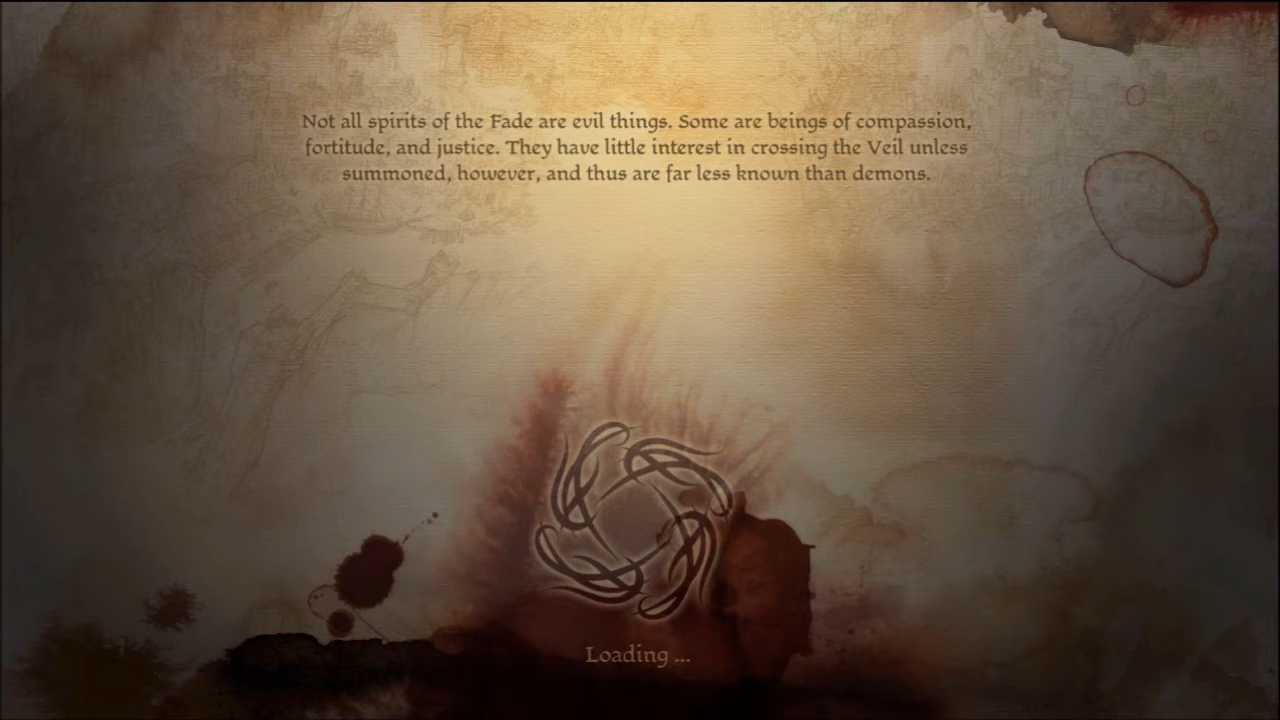 Not all spirits of the Fade are evil things. Some are beings of compassion,
fortitude, and justice. They have little interest in crossing the Veil unless
summoned, however, and thus are far less known than demons.
Loading ...